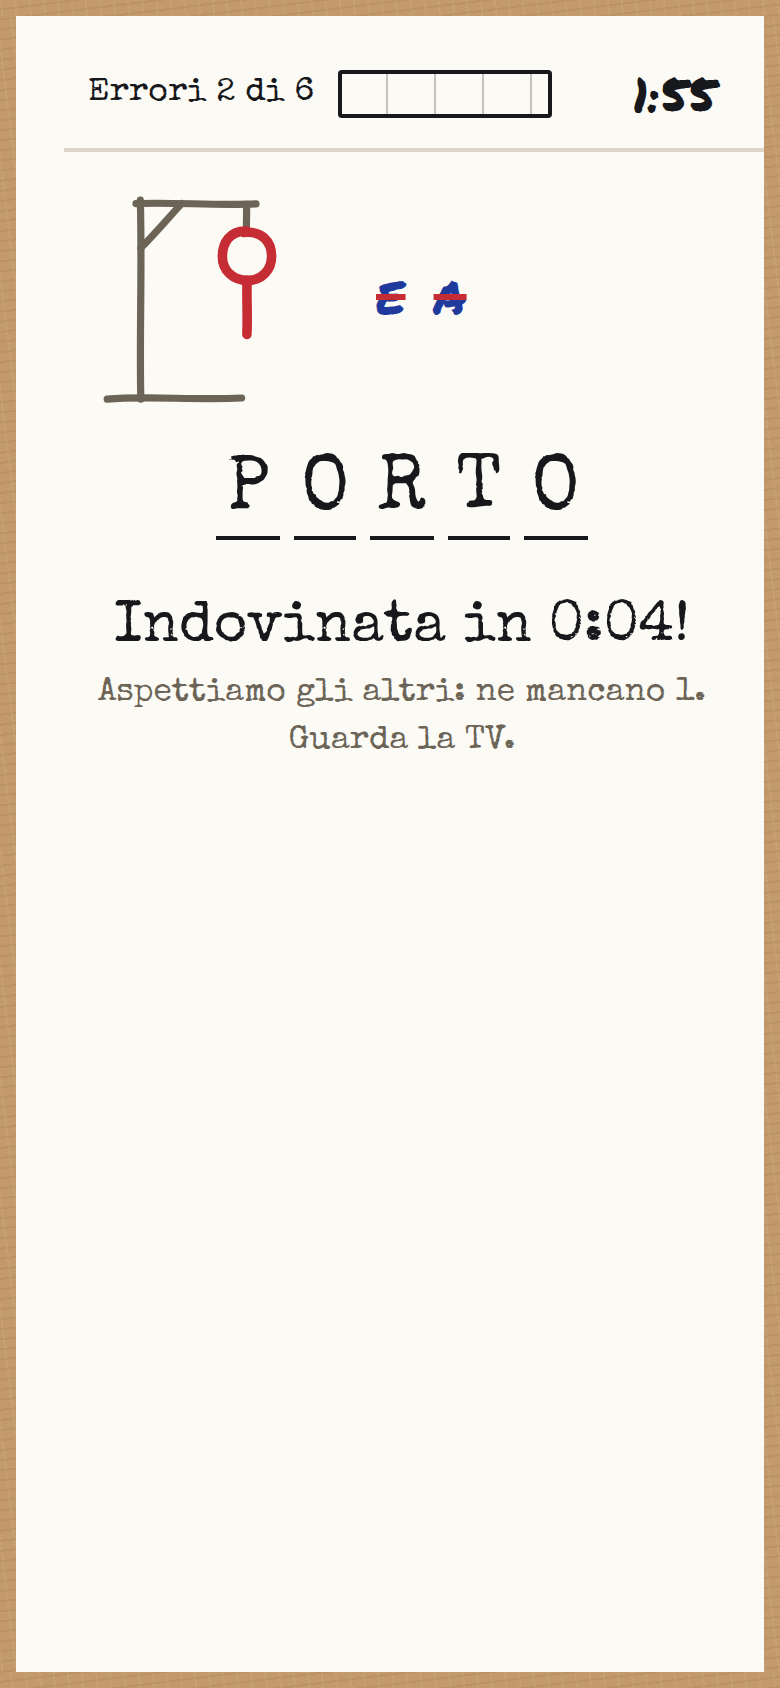 Errori 2 di 6 1:55
E A
PORTO
Indovinata in 0:04!
Aspettiamo gli altri: ne mancano 1.
Guarda la TV.